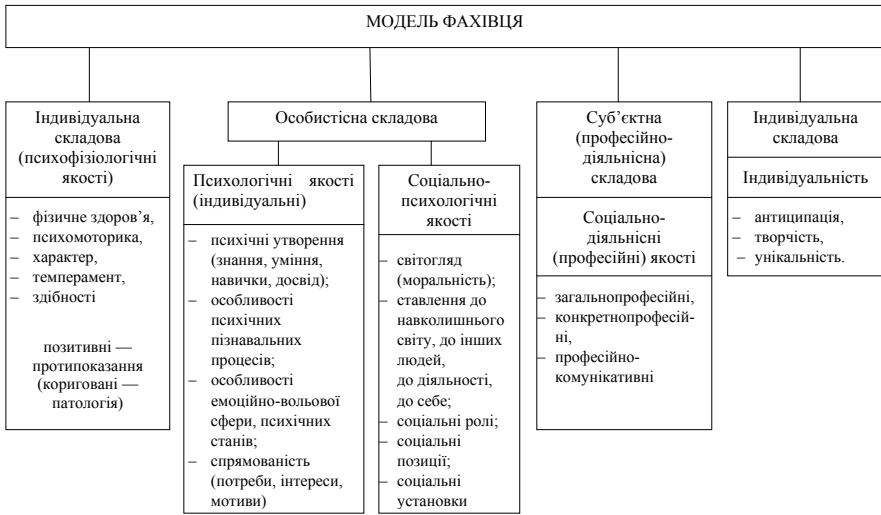 МОДЕЛЬ ФАХІВЦЯ
Індивідуальна
складова
(психофізіологічні
якості)
– фізичне здоров’я,
– психомоторика,
– характер,
– темперамент,
– здібності
позитивні —
протипоказання
(кориговані —
патологія)
Особистісна складова
Психологічні якості
(індивідуальні)
– психічні утворення
(знання, уміння,
навички, досвід);
– особливості
психічних
пізнавальних
процесів;
– особливості
емоційно-вольової
сфери, психічних
станів;
– спрямованість
(потреби, інтереси,
мотиви)
Соціально-
психологічні
якості
– світогляд
(моральність);
– ставлення до
навколишнього
світу, до інших
людей,
до діяльності,
до себе;
– соціальні ролі;
– соціальні
позиції;
– соціальні
установки
Суб’єктна
(професійно-
діяльнісна)
складова
Соціально-
діяльнісні
(професійні) якості
– загальнопрофесійні,
– конкретнопрофесій-
ні,
– професійно-
комунікативні
Індивідуальна
складова
Індивідуальність
– антиципація,
– творчість,
– унікальність.